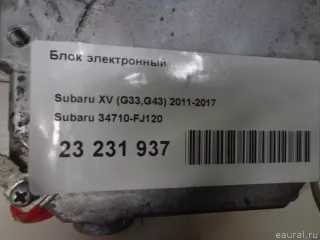 Блок электронный
Subaru XV (G33,G43) 2011-2017
Subaru 34710-FJ120
23 231 937
eaural.ru